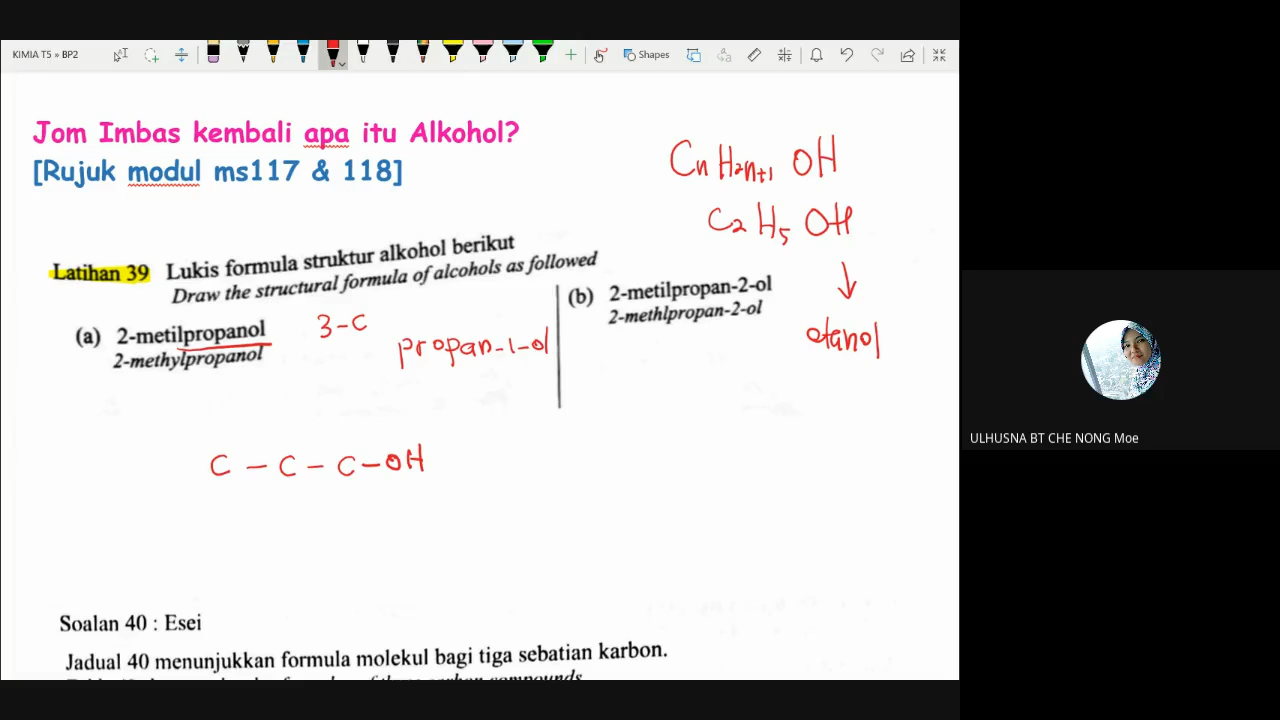 KIMIA T5 » BP2
Shapes
Jom Imbas kembali apa itu Alkohol?
[Rujuk modul ms117 & 118]
CnH2n+1 OH
C2H5 OH
↓
etanol
Latihan 39 Lukis formula struktur alkohol berikut
Draw the structural formula of alcohols as followed
(a) 2-metilpropanol
2-methylpropanol
3-C
propan-1-ol
(b) 2-metilpropan-2-ol
2-methlpropan-2-ol
C - C - C - OH
ULHUSNA BT CHE NONG Moe
Soalan 40 : Esei
Jadual 40 menunjukkan formula molekul bagi tiga sebatian karbon.